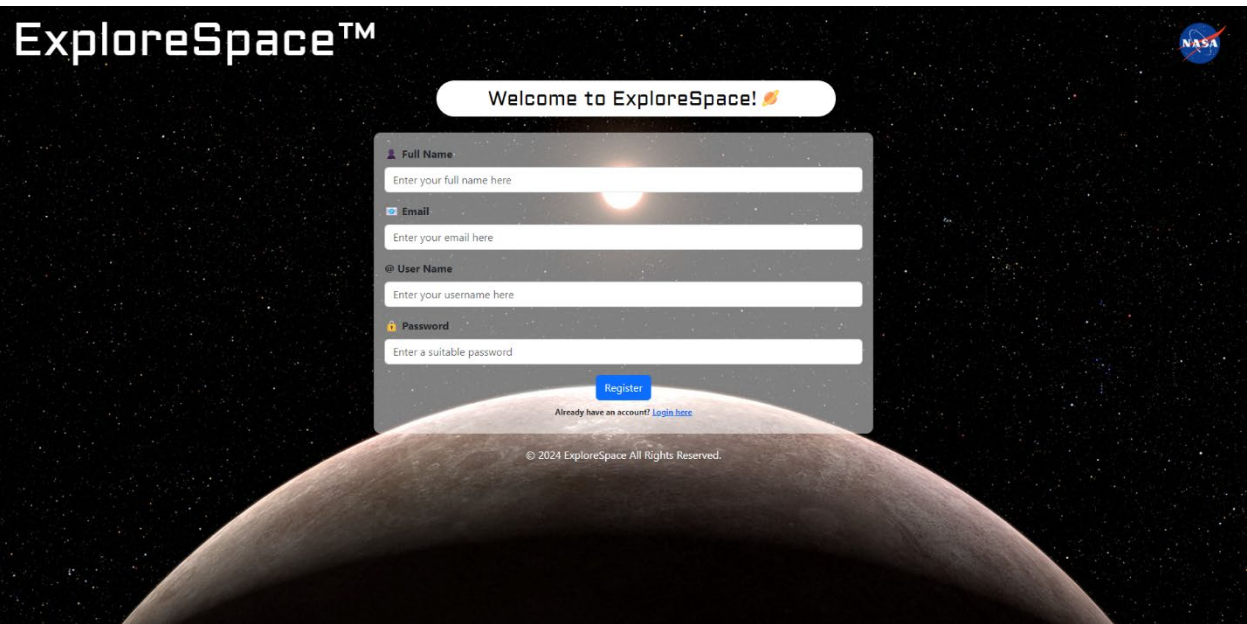 ExploreSpace™
NASA
Welcome to ExploreSpace! 🪐
👤 Full Name
Enter your full name here
📧 Email
Enter your email here
@ User Name
Enter your username here
🔒 Password
Enter a suitable password
Register
Already have an account? Login here
© 2024 ExploreSpace All Rights Reserved.